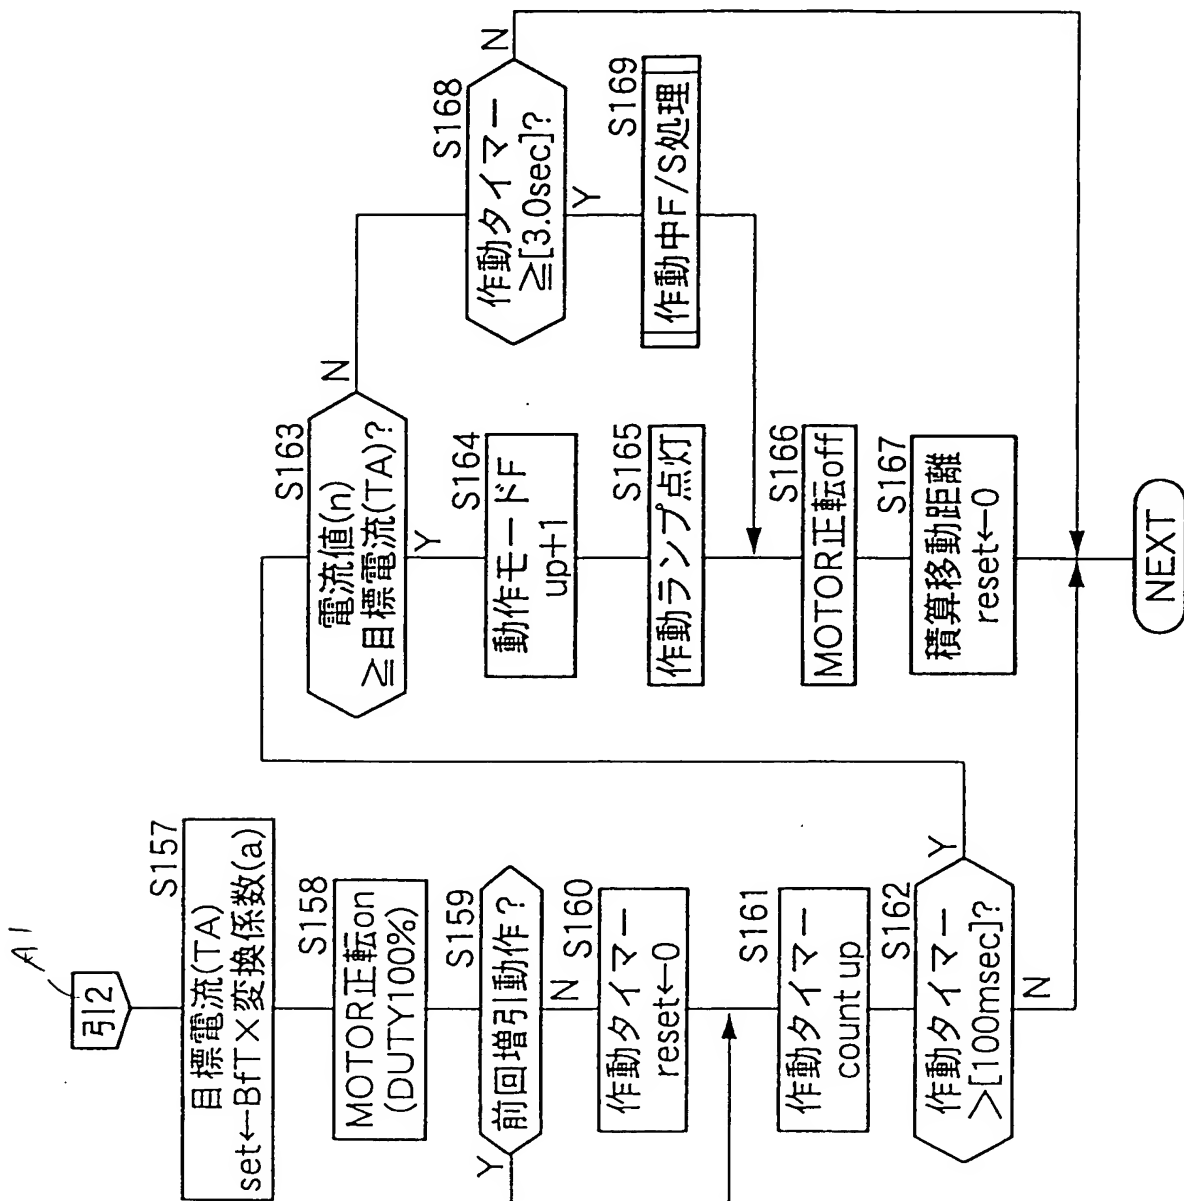 A1
引2
S157
目標電流(TA)
set←BfT×変換係数(a)
S158
MOTOR正転on
(DUTY100%)
S159
前回増引動作?
Y
N
S160
作動タイマー
reset←0
S161
作動タイマー
count up
S162
作動タイマー
>[100msec]?
Y
N
S163
電流値(n)
≧目標電流(TA)?
N
Y
S164
動作モードF
up+1
S165
作動ランプ点灯
S166
MOTOR正転off
S167
積算移動距離
reset←0
S168
作動タイマー
≧[3.0sec]?
N
Y
S169
作動中F/S処理
NEXT